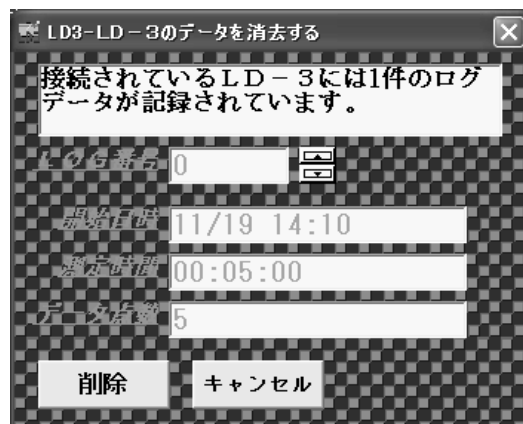 LD3-LD－3のデータを消去する
接続されているLD－3には1件のログ
データが記録されています。
LOG番号 0
開始日時 11/19 14:10
測定時間 00:05:00
データ点数 5
削除 キャンセル